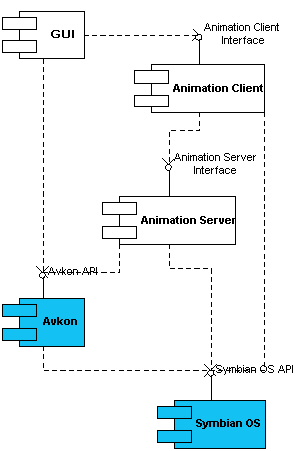 GUI
Animation Client
Interface
Animation Client
Animation Server
Interface
Animation Server
Avkon API
Avkon
Symbian OS API
Symbian OS